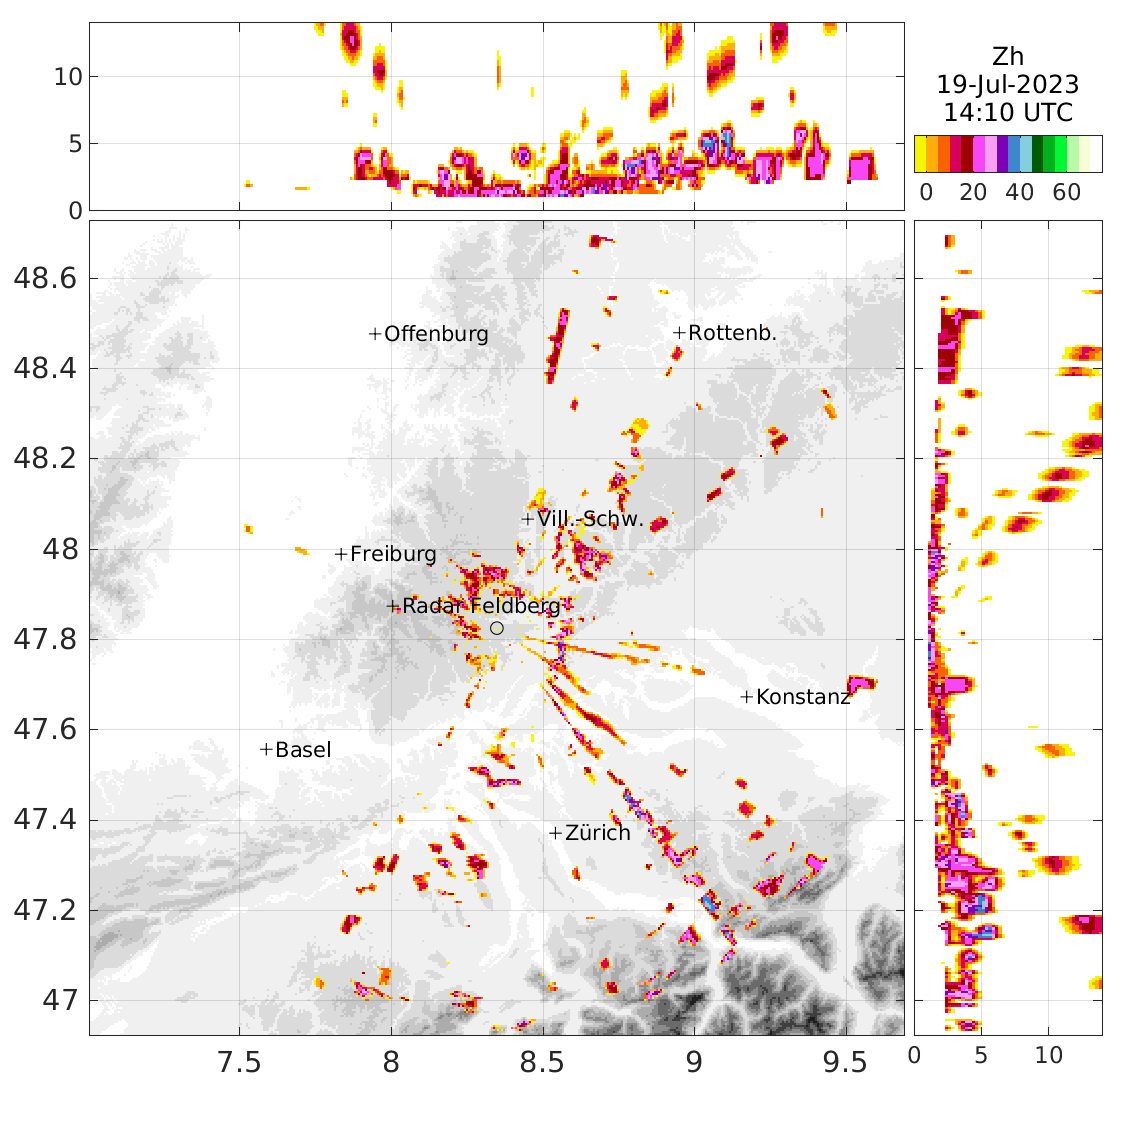 10
5
0
Zh
19-Jul-2023
14:10 UTC
0 20 40 60
48.6
48.4
48.2
48
47.8
47.6
47.4
47.2
47
+Offenburg
+Rottenb.
+Vill.-Schw.
+Freiburg
+Radar Feldberg
+Konstanz
+Basel
+Zürich
7.5 8 8.5 9 9.5
0 5 10